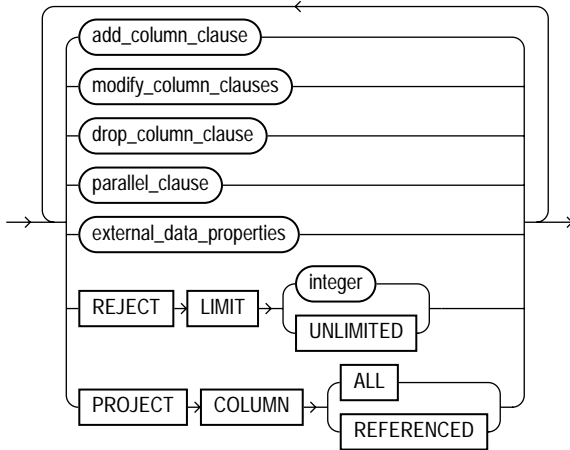 add_column_clause
modify_column_clauses
drop_column_clause
parallel_clause
external_data_properties
integer
REJECT LIMIT
UNLIMITED
ALL
PROJECT COLUMN
REFERENCED